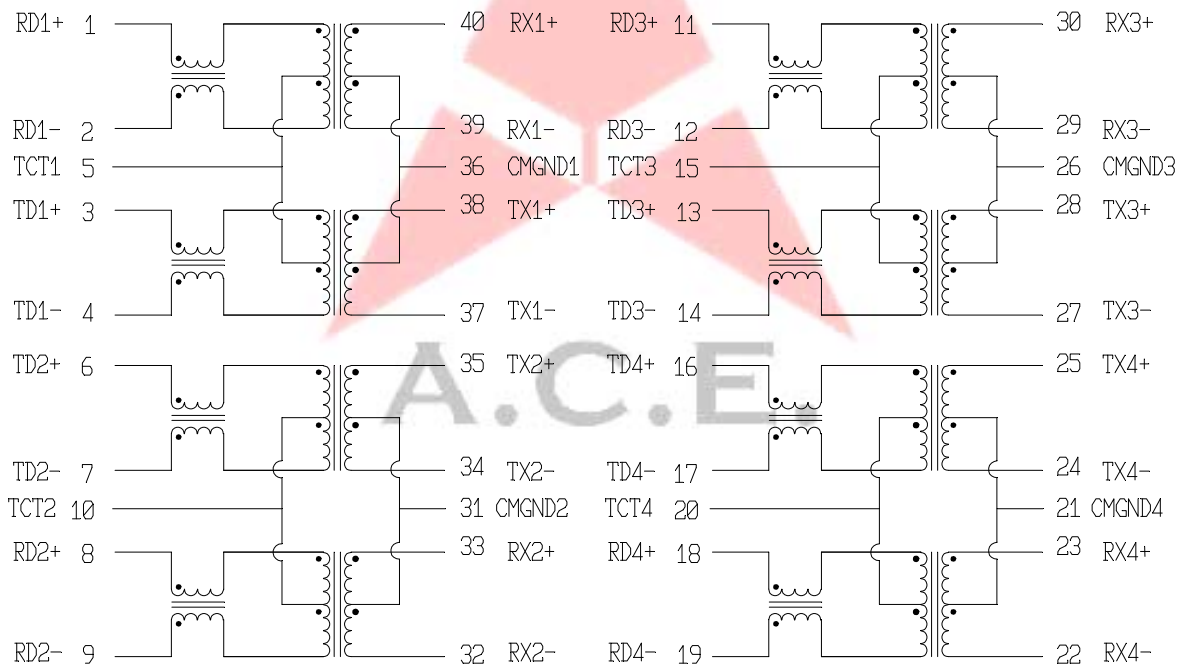 RD1+ 1 40 RX1+ RD3+ 11 30 RX3+
RD1- 2 39 RX1- RD3- 12 29 RX3-
TCT1 5 36 CMGND1 TCT3 15 26 CMGND3
TD1+ 3 38 TX1+ TD3+ 13 28 TX3+
TD1- 4 37 TX1- TD3- 14 27 TX3-
A.C.E.
TD2+ 6 35 TX2+ TD4+ 16 25 TX4+
TD2- 7 34 TX2- TD4- 17 24 TX4-
TCT2 10 31 CMGND2 TCT4 20 21 CMGND4
RD2+ 8 33 RX2+ RD4+ 18 23 RX4+
RD2- 9 32 RX2- RD4- 19 22 RX4-